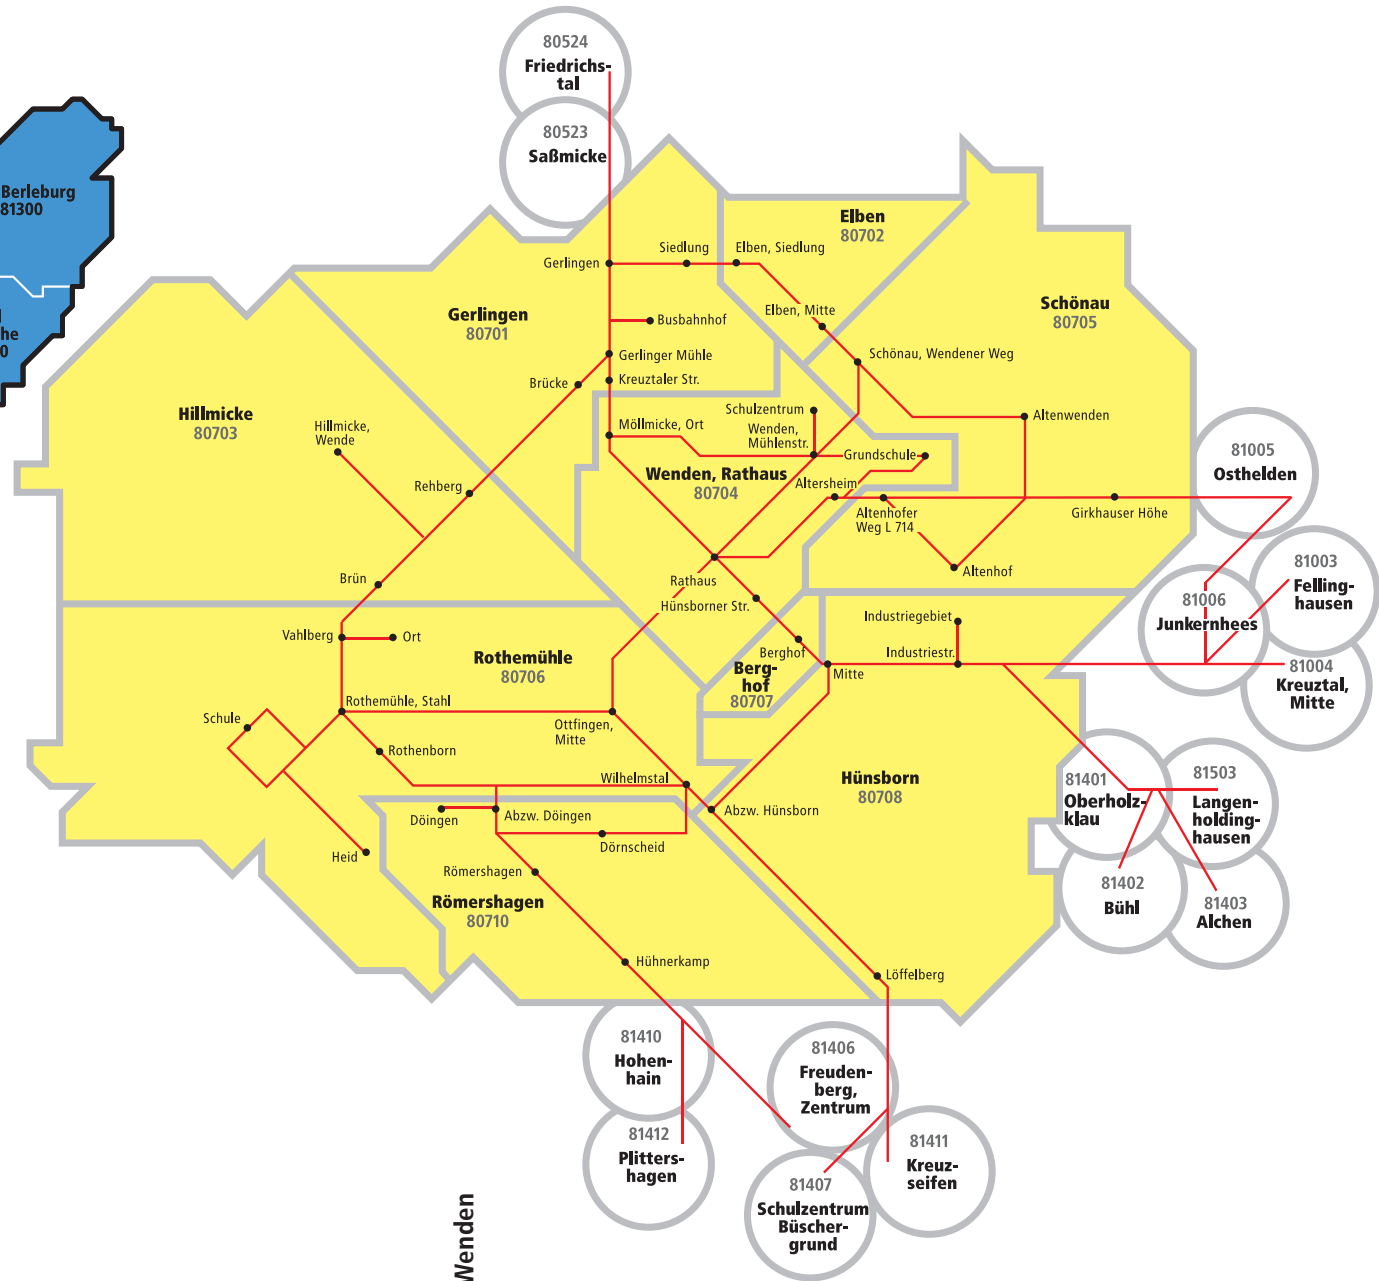 80524
Friedrichs-
tal
80523
Saßmicke
Berleburg
81300
he
0
Elben
80702
Siedlung
Elben, Siedlung
Gerlingen
Elben, Mitte
Schönau
80705
Gerlingen
80701
Busbahnhof
Gerlinger Mühle
Schönau, Wendener Weg
Brücke
Kreuztaler Str.
Hillmicke
80703
Hillmicke,
Wende
Möllmicke, Ort
Schulzentrum
Wenden,
Mühlenstr.
Altenwenden
Grundschule
81005
Osthelden
Wenden, Rathaus
80704
Rehberg
Altersheim
Altenhofer
Weg L 714
Girkhauser Höhe
Brün
Rathaus
Altenhof
81003
Felling-
hausen
Hünsborner Str.
81006
Junkernhees
Vahlberg
Ort
Industriegebiet
Rothemühle
80706
Berghof
Industriestr.
Berg-
hof
80707
Mitte
81004
Kreuztal,
Mitte
Rothemühle, Stahl
Schule
Ottfingen,
Mitte
Rothenborn
Wilhelmstal
Hünsborn
80708
81401
Oberholz-
klau
81503
Langen-
holding-
hausen
Döingen
Abzw. Döingen
Abzw. Hünsborn
Dörnscheid
Heid
Römershagen
81402
Bühl
81403
Alchen
Römershagen
80710
Hühnerkamp
Löffelberg
81410
Hohen-
hain
81406
Freuden-
berg,
Zentrum
81412
Plitters-
hagen
81411
Kreuz-
seifen
81407
Schulzentrum
Büscher-
grund
Wenden